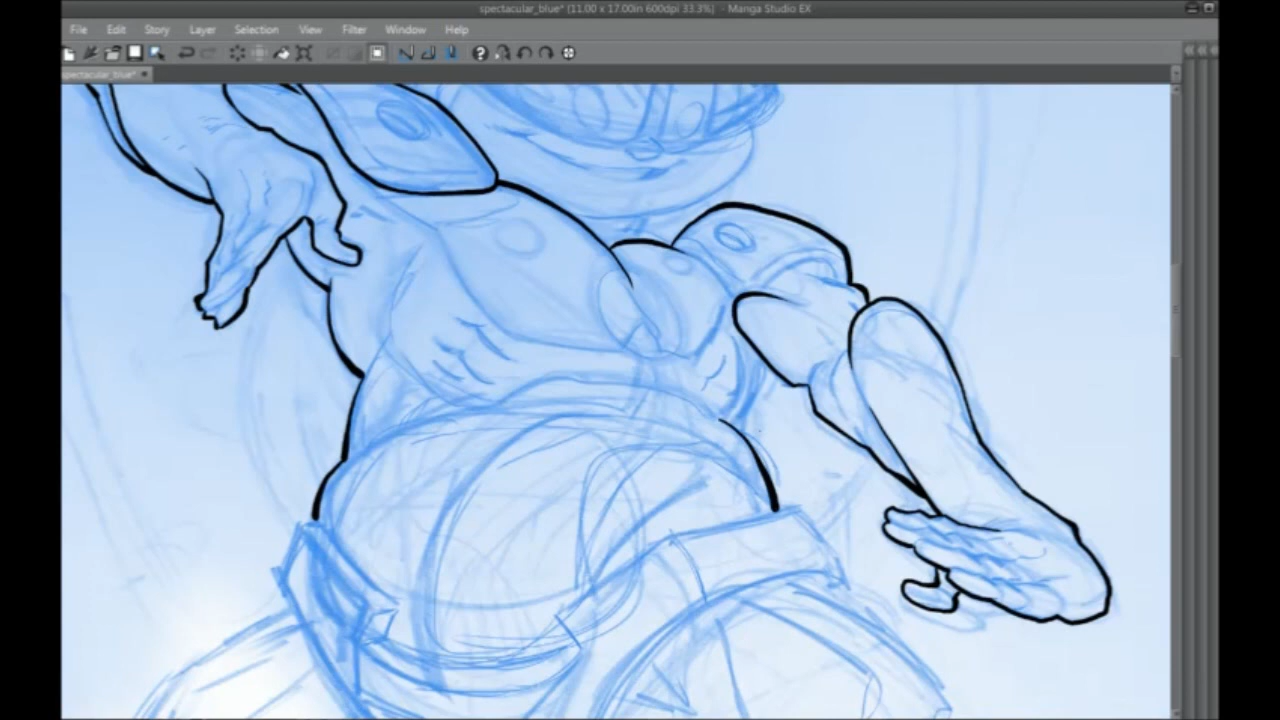 spectacular_blue* (11.00 x 17.00in 600dpi 33.3%) - Manga Studio EX
File Edit Story Layer Selection View Filter Window Help
spectacular_blue*